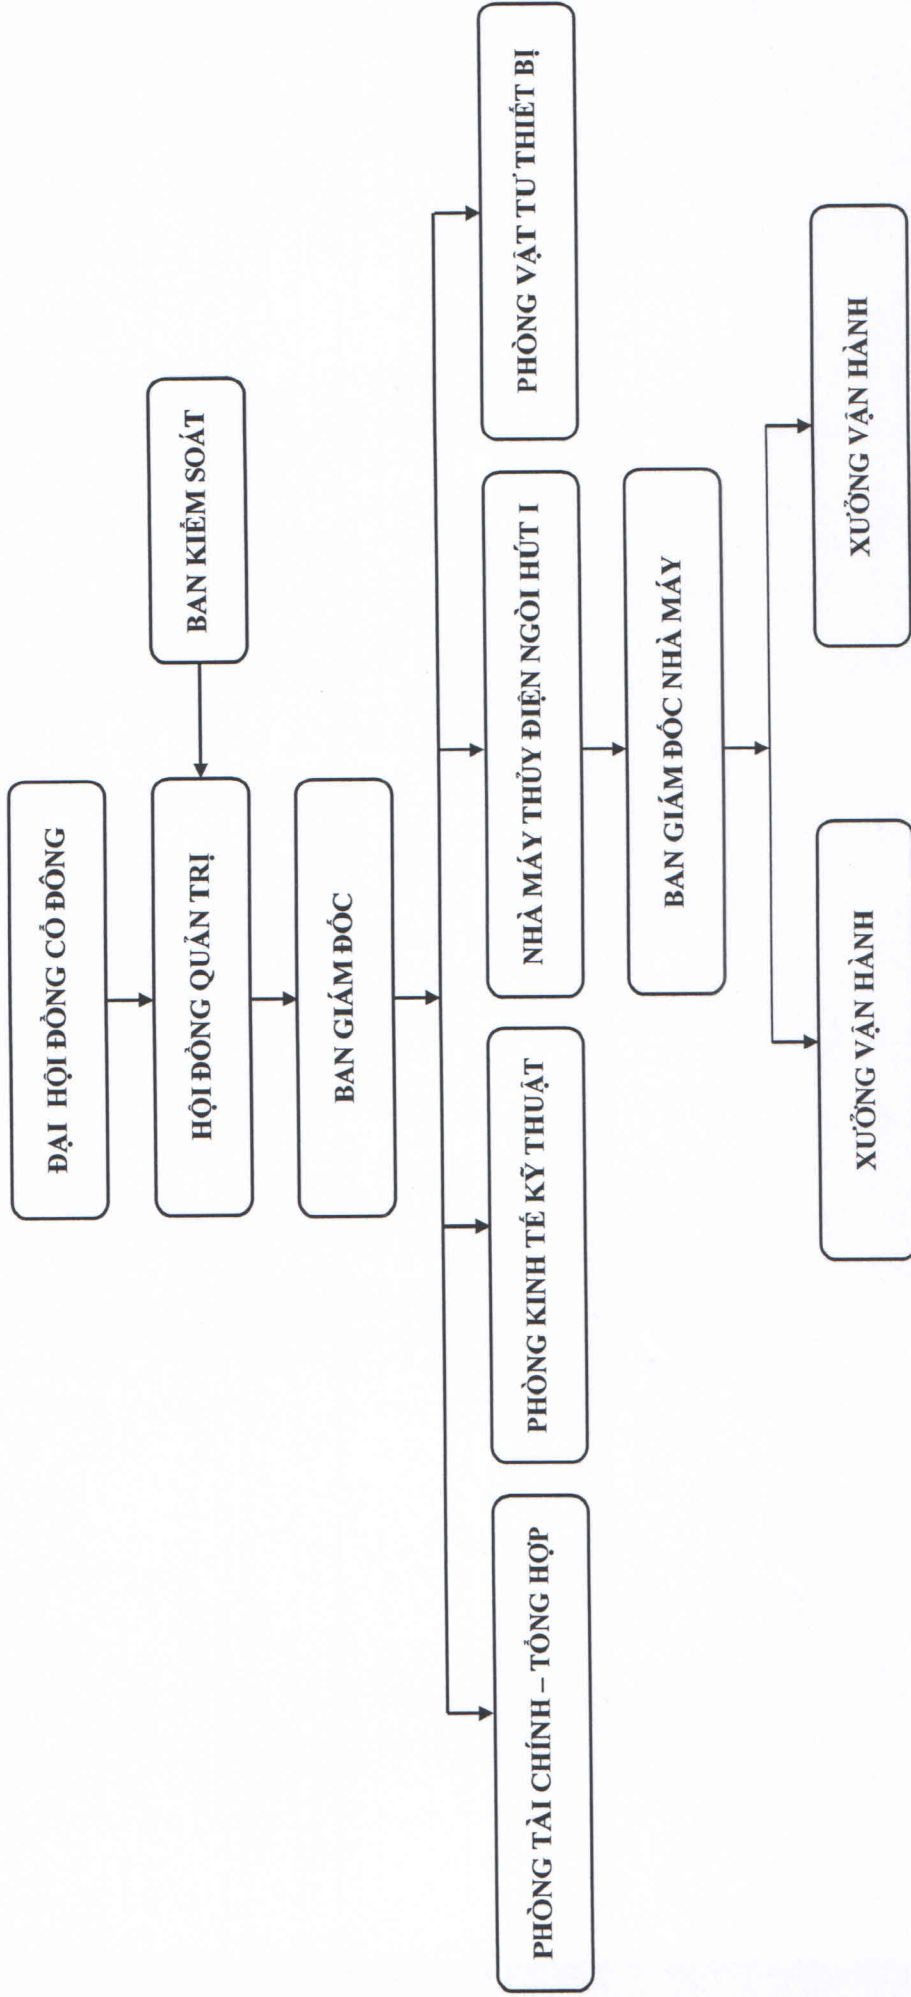 ĐẠI HỘI ĐỒNG CỔ ĐÔNG
BAN KIỂM SOÁT
HỘI ĐỒNG QUẢN TRỊ
BAN GIÁM ĐỐC
PHÒNG TÀI CHÍNH – TỔNG HỢP
PHÒNG KINH TẾ KỸ THUẬT
NHÀ MÁY THỦY ĐIỆN NGÒI HÚT I
PHÒNG VẬT TƯ THIẾT BỊ
BAN GIÁM ĐỐC NHÀ MÁY
XƯỞNG VẬN HÀNH
XƯỞNG VẬN HÀNH